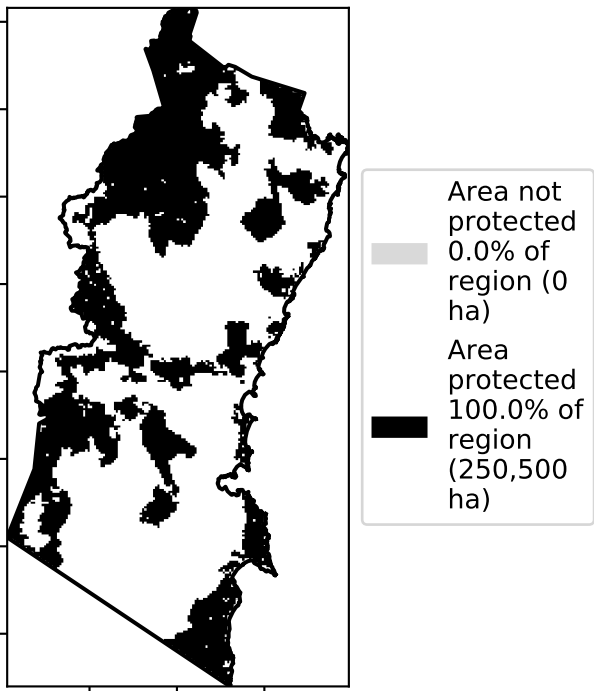 Area not
protected
0.0% of
region (0
ha)
Area
protected
100.0% of
region
(250,500
ha)